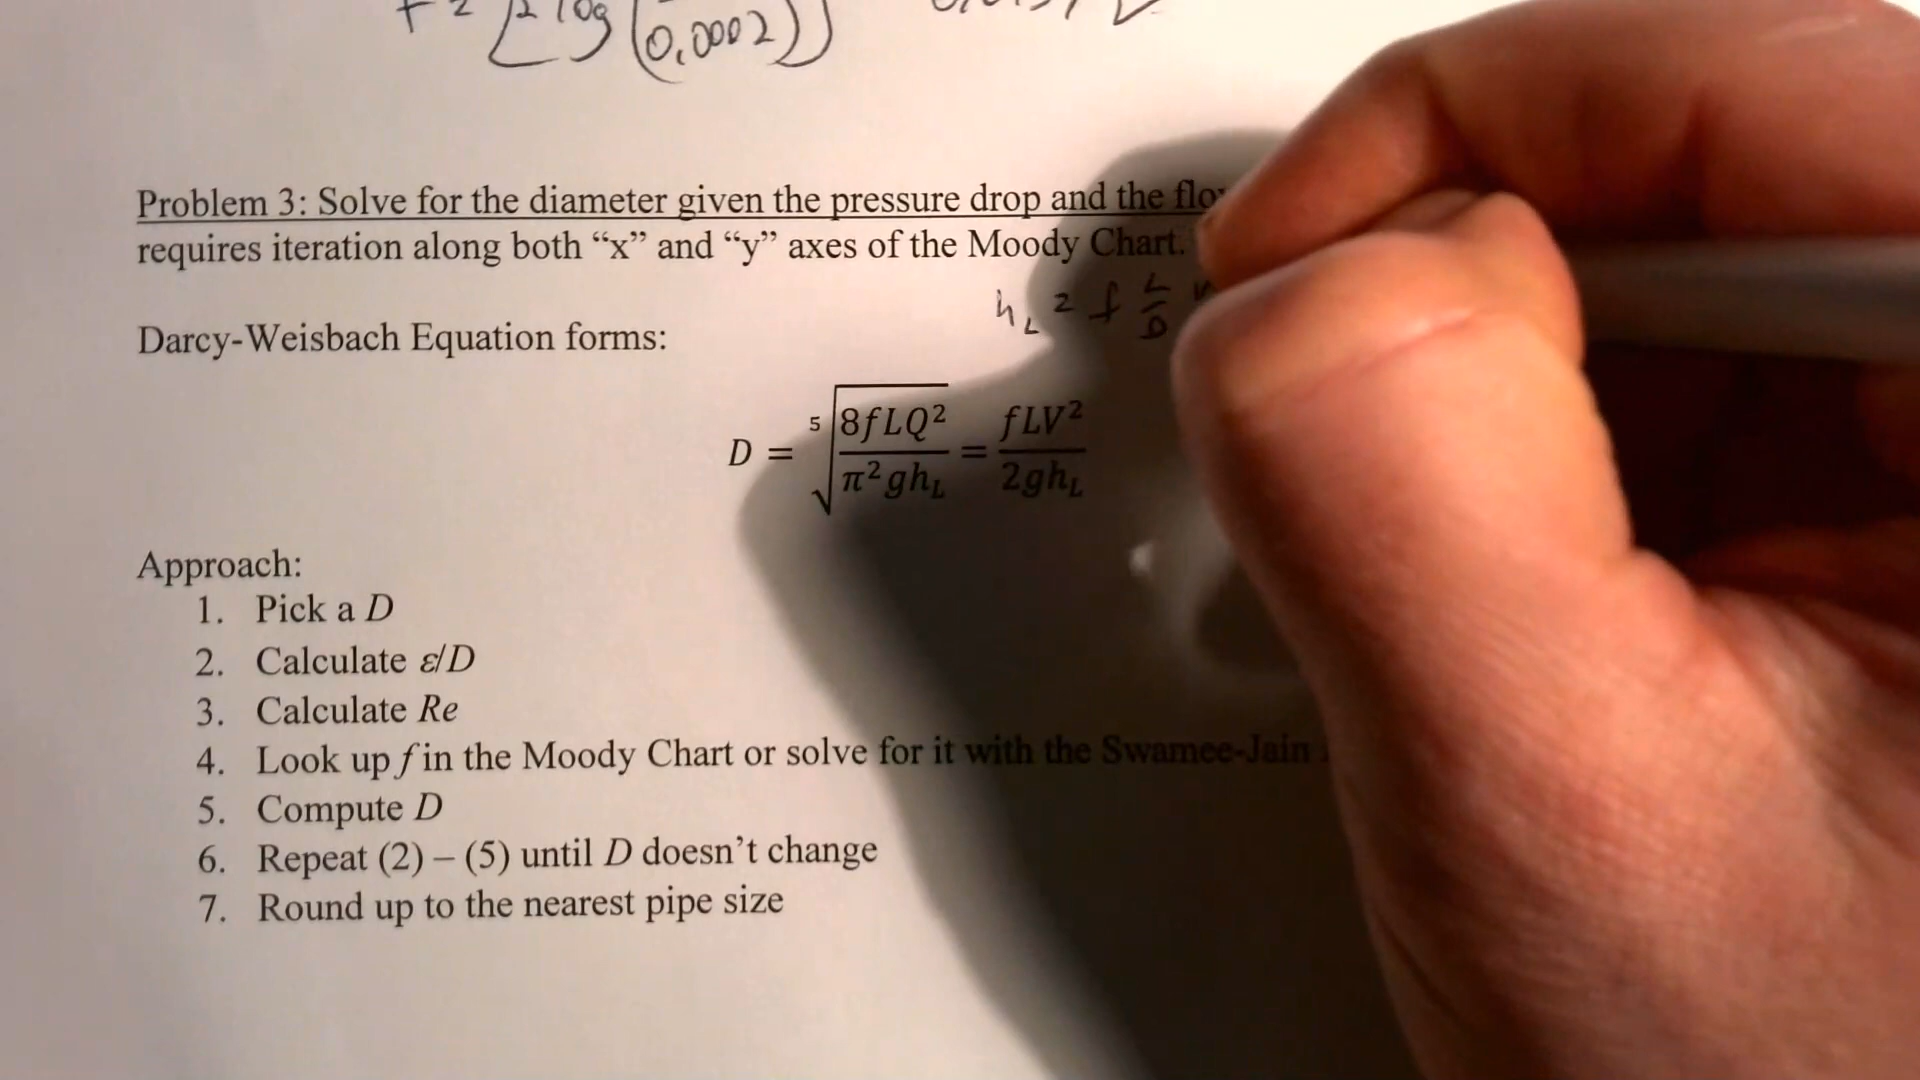 f = [2 log (0,0002)]
Problem 3: Solve for the diameter given the pressure drop and the
requires iteration along both “x” and “y” axes of the Moody Chart.
h_L = f L/D
Darcy-Weisbach Equation forms:
D = ⁵√(8fLQ²/π²gh_L) = fLV²/2gh_L
Approach:
1. Pick a D
2. Calculate ε/D
3. Calculate Re
4. Look up f in the Moody Chart or solve for it with the Swamee-Jain
5. Compute D
6. Repeat (2) – (5) until D doesn’t change
7. Round up to the nearest pipe size